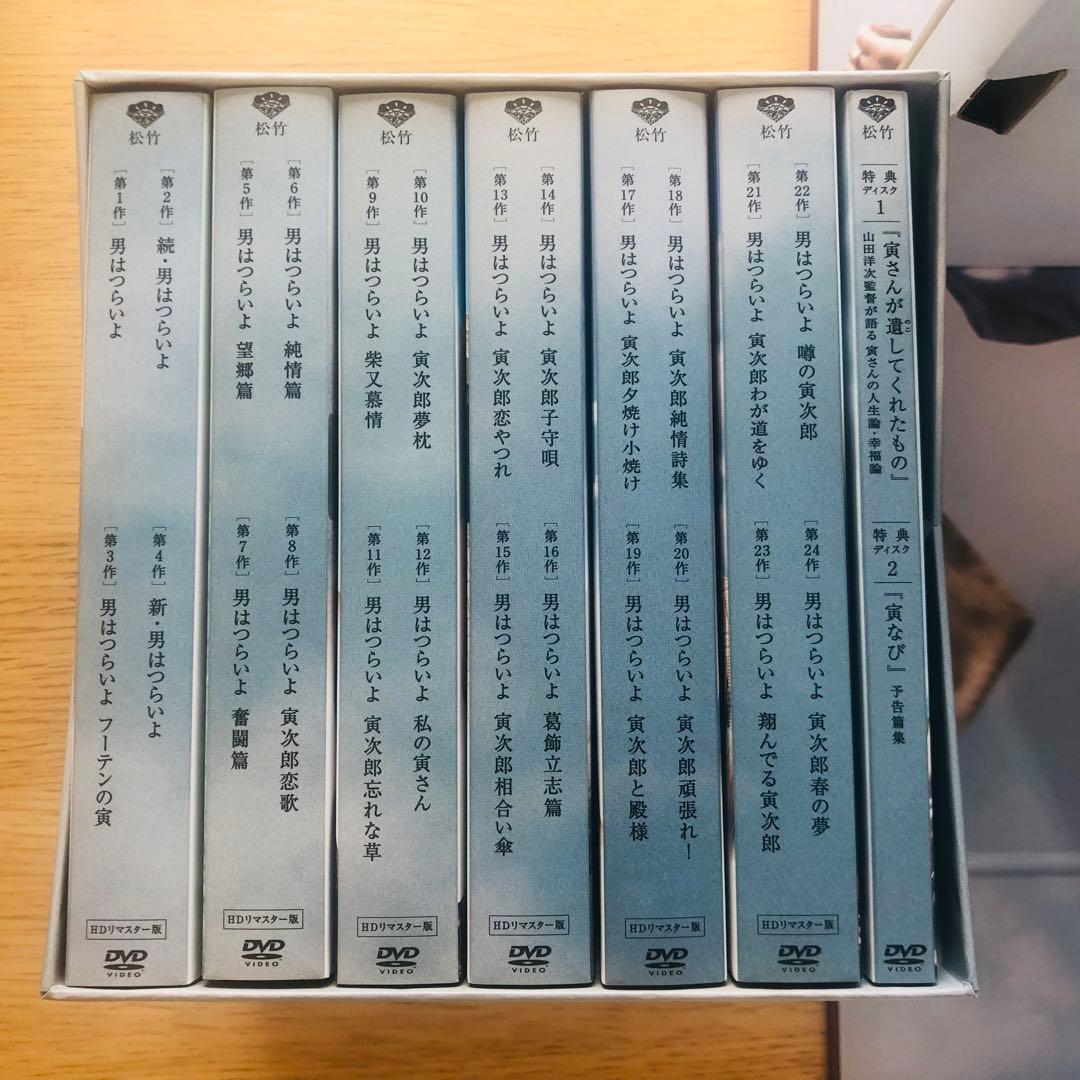 松竹
[第1作] 男はつらいよ
[第2作] 続・男はつらいよ
[第3作] 男はつらいよ フーテンの寅
[第4作] 新・男はつらいよ
HDリマスター版
DVD
VIDEO
松竹
[第5作] 男はつらいよ 望郷篇
[第6作] 男はつらいよ 純情篇
[第7作] 男はつらいよ 奮闘篇
[第8作] 男はつらいよ 寅次郎恋歌
HDリマスター版
DVD
VIDEO
松竹
[第9作] 男はつらいよ 柴又慕情
[第10作] 男はつらいよ 寅次郎夢枕
[第11作] 男はつらいよ 寅次郎忘れな草
[第12作] 男はつらいよ 私の寅さん
HDリマスター版
DVD
VIDEO
松竹
[第13作] 男はつらいよ 寅次郎恋やつれ
[第14作] 男はつらいよ 寅次郎子守唄
[第15作] 男はつらいよ 寅次郎相合い傘
[第16作] 男はつらいよ 葛飾立志篇
HDリマスター版
DVD
VIDEO
松竹
[第17作] 男はつらいよ 寅次郎夕焼け小焼け
[第18作] 男はつらいよ 寅次郎純情詩集
[第19作] 男はつらいよ 寅次郎と殿様
[第20作] 男はつらいよ 寅次郎頑張れ!
HDリマスター版
DVD
VIDEO
松竹
[第21作] 男はつらいよ 寅次郎わが道をゆく
[第22作] 男はつらいよ 噂の寅次郎
[第23作] 男はつらいよ 翔んでる寅次郎
[第24作] 男はつらいよ 寅次郎春の夢
HDリマスター版
DVD
VIDEO
松竹
特典
ディスク
1
『寅さんが遺してくれたもの』
のこ
山田洋次監督が語る 寅さんの人生論・幸福論
特典
ディスク
2
『寅なび』 予告篇集
DVD
VIDEO